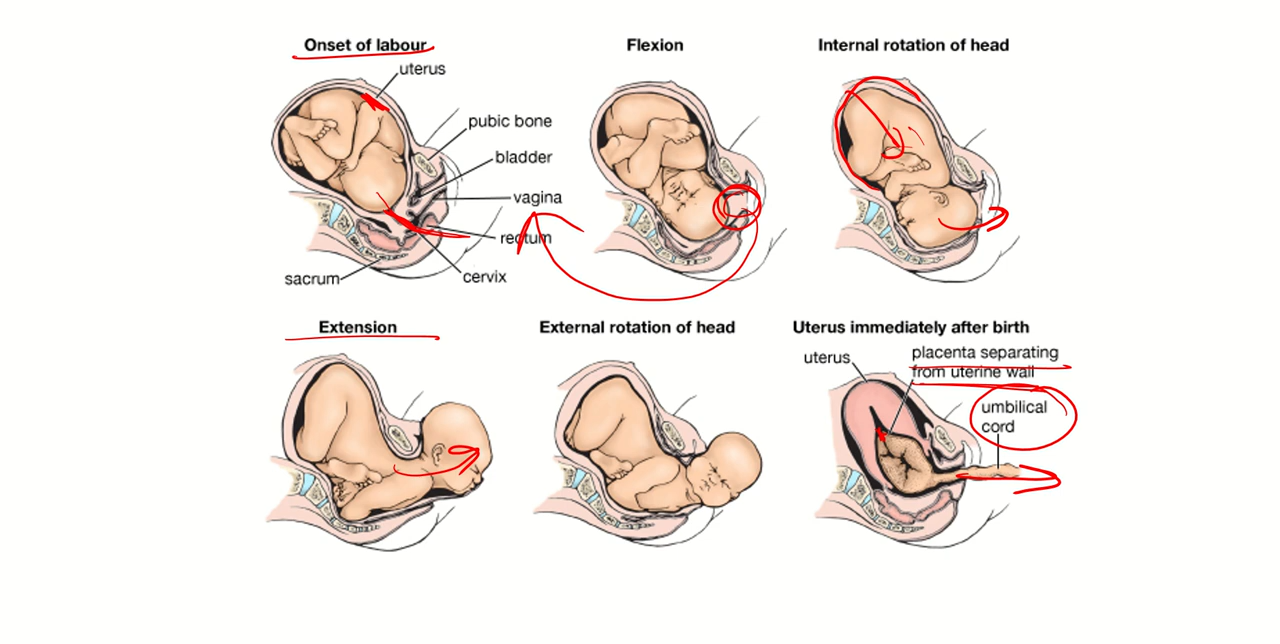 Onset of labour
uterus
pubic bone
bladder
vagina
rectum
cervix
sacrum
Flexion
Internal rotation of head
Extension
External rotation of head
Uterus immediately after birth
uterus
placenta separating
from uterine wall
umbilical
cord